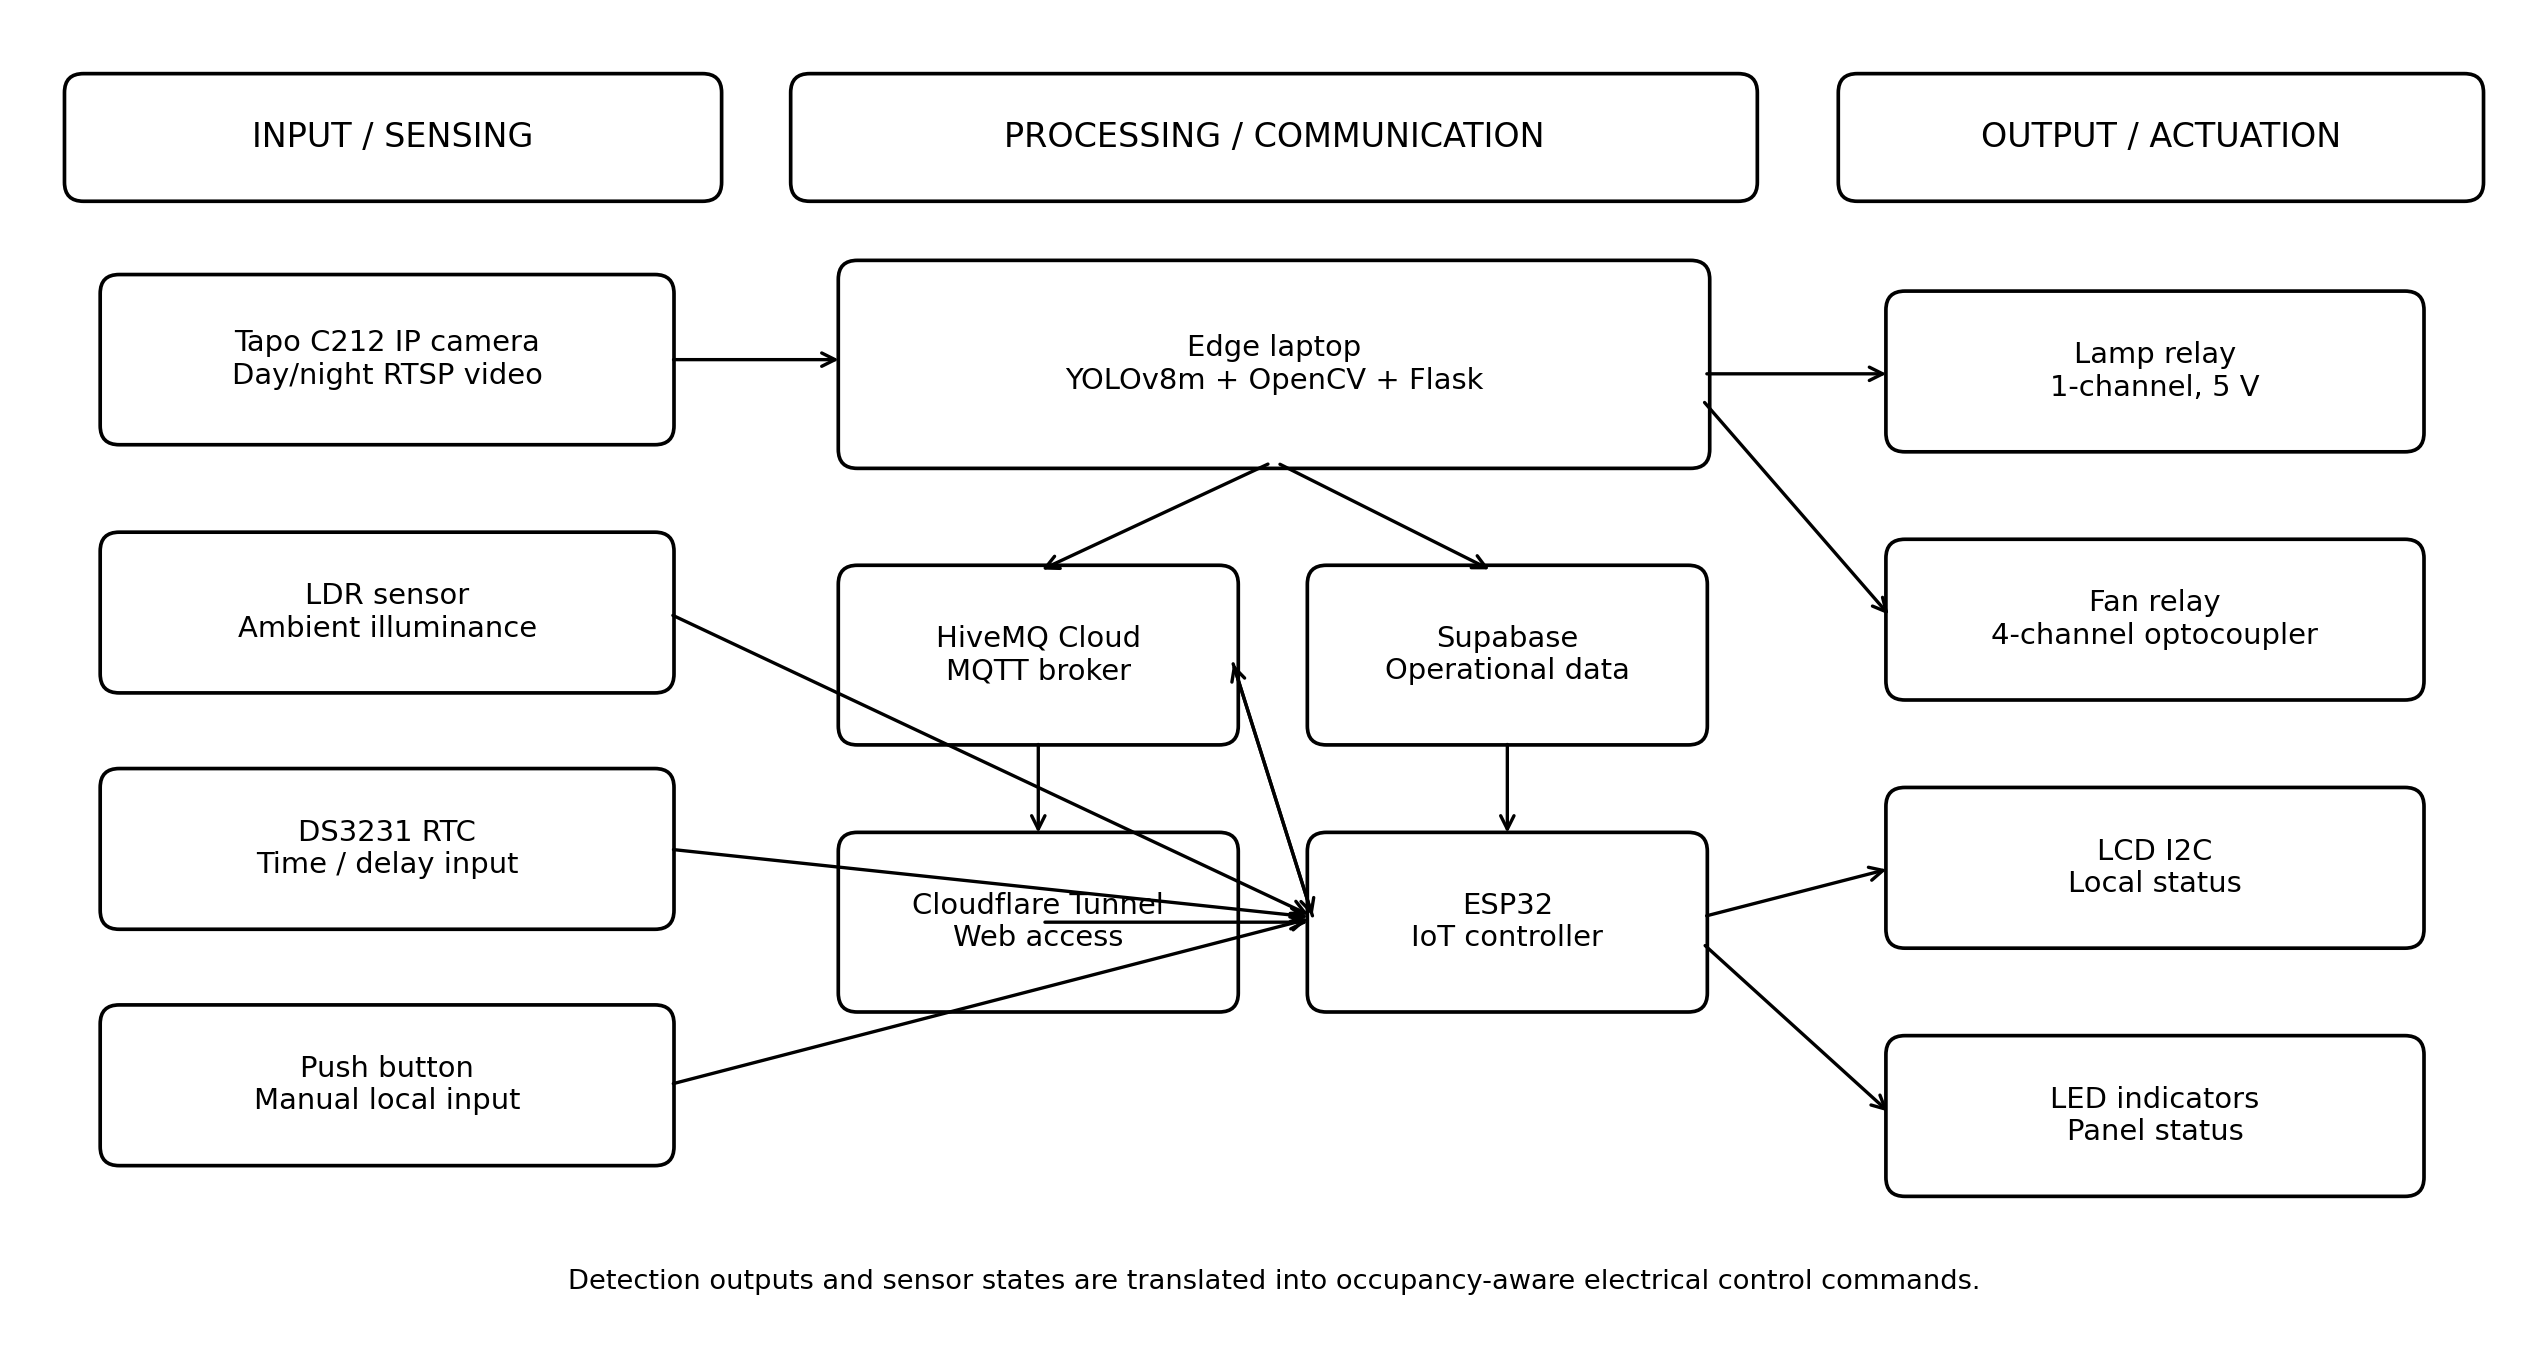 INPUT / SENSING
PROCESSING / COMMUNICATION
OUTPUT / ACTUATION
Tapo C212 IP camera
Day/night RTSP video
Edge laptop
YOLOv8m + OpenCV + Flask
Lamp relay
1-channel, 5 V
LDR sensor
Ambient illuminance
HiveMQ Cloud
MQTT broker
Supabase
Operational data
Fan relay
4-channel optocoupler
DS3231 RTC
Time / delay input
Cloudflare Tunnel
Web access
ESP32
IoT controller
LCD I2C
Local status
Push button
Manual local input
LED indicators
Panel status
Detection outputs and sensor states are translated into occupancy-aware electrical control commands.